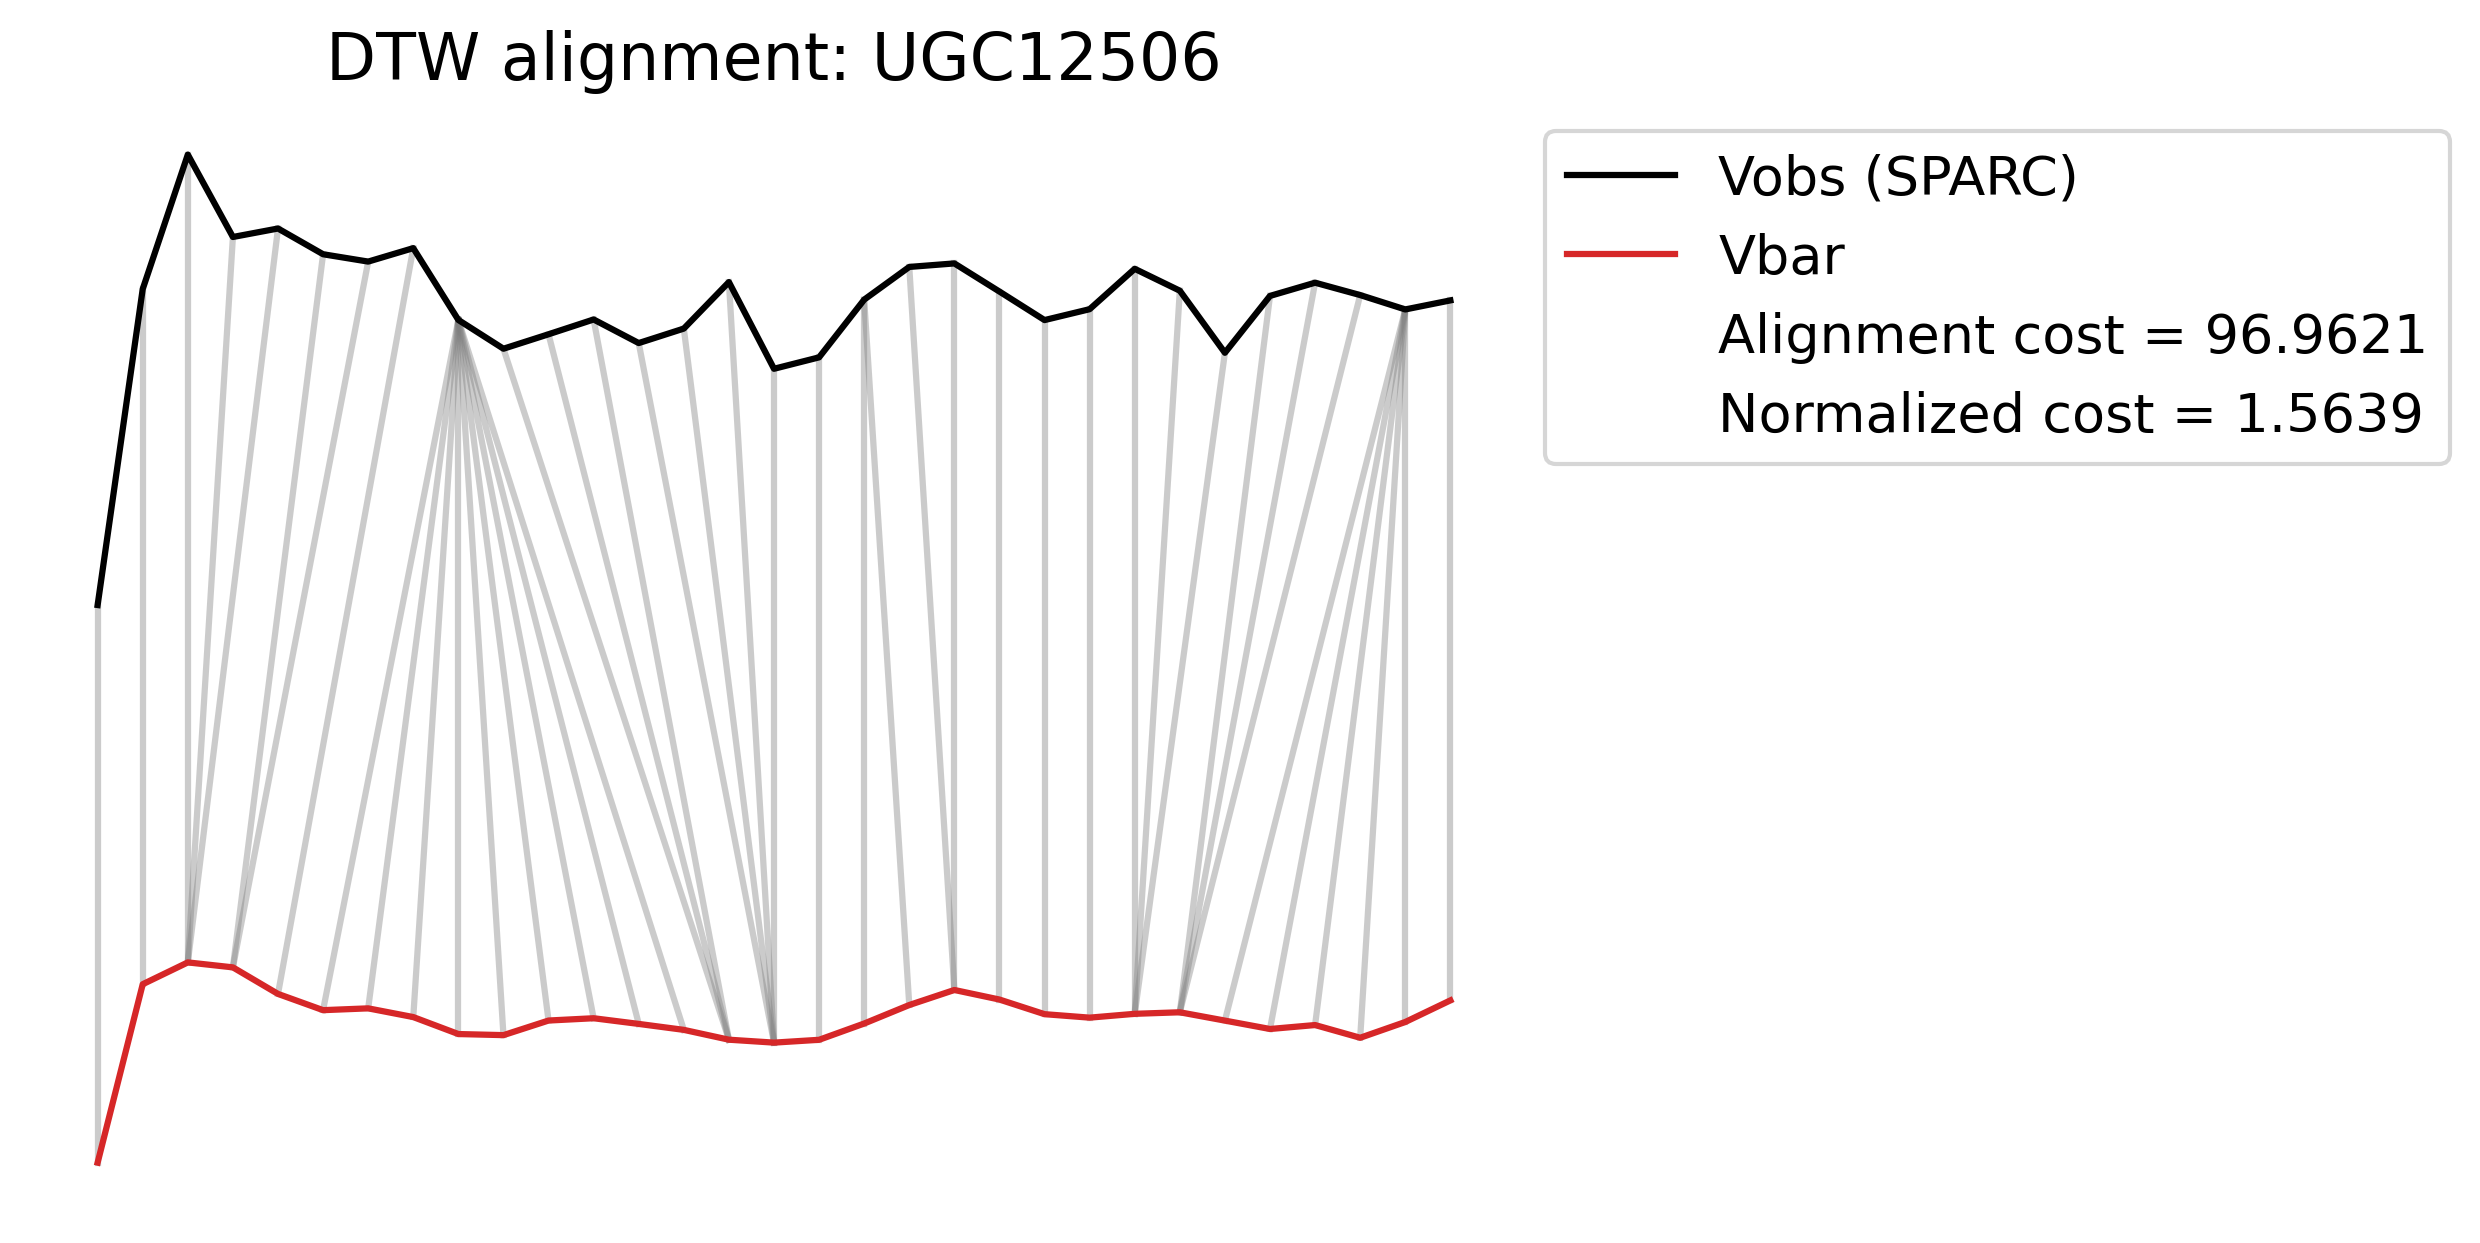 DTW alignment: UGC12506
Vobs (SPARC)
Vbar
Alignment cost = 96.9621
Normalized cost = 1.5639